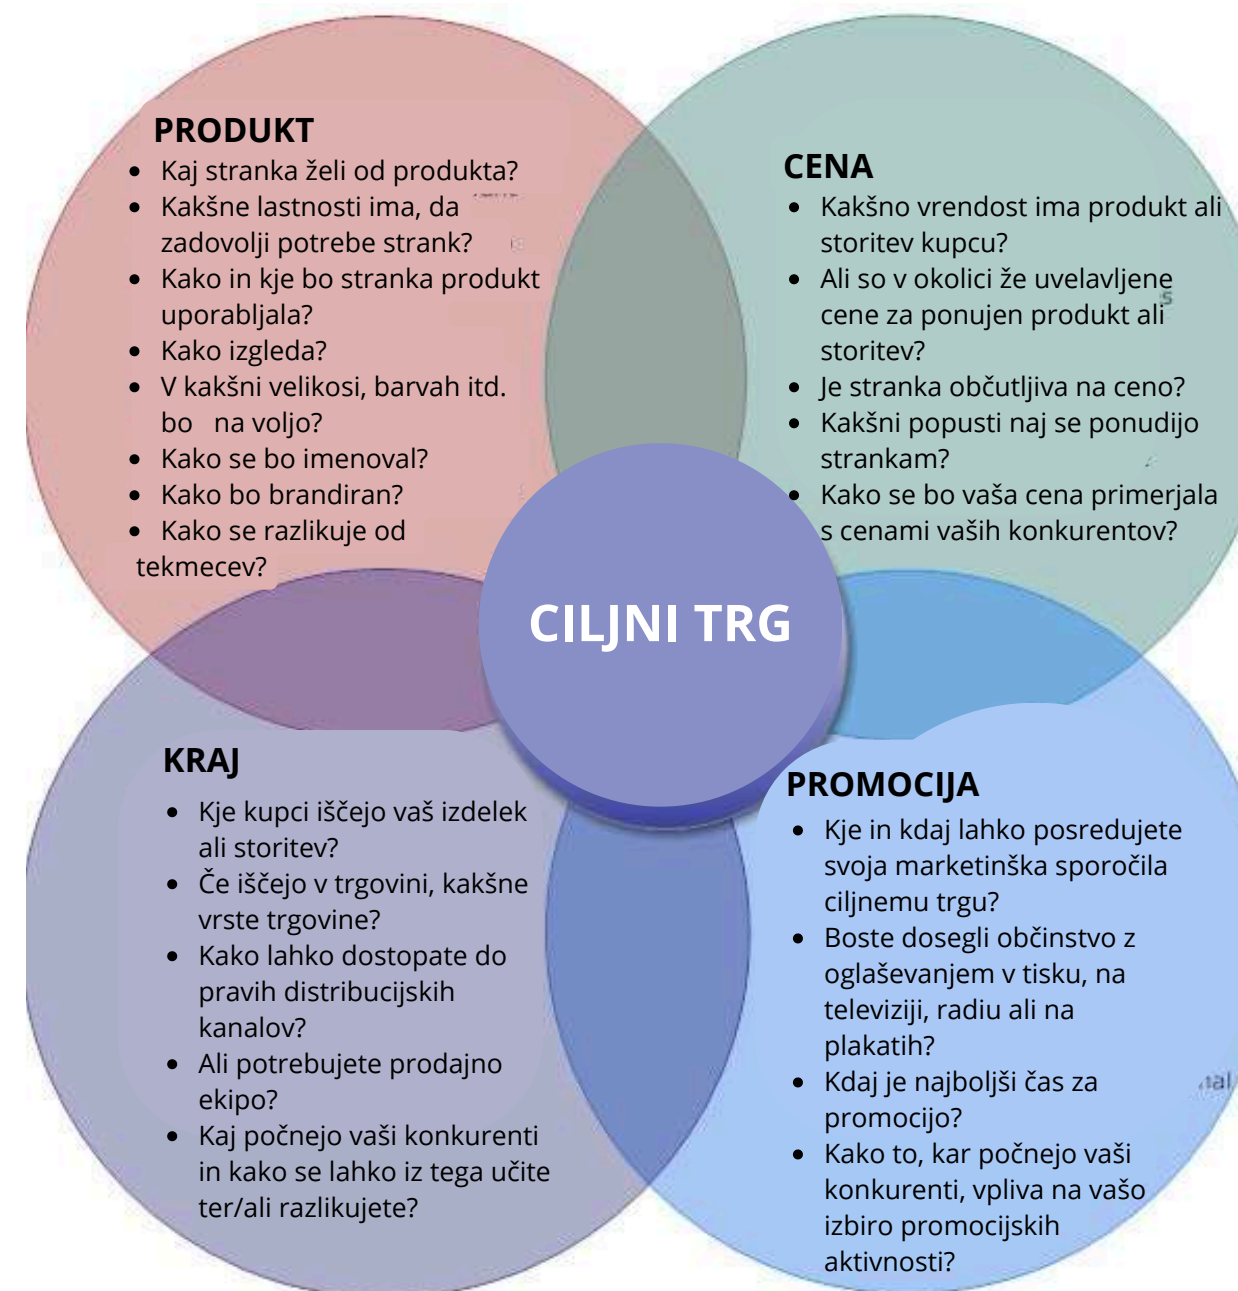 PRODUKT
• Kaj stranka želi od produkta?
• Kakšne lastnosti ima, da
zadovolji potrebe strank?
• Kako in kje bo stranka produkt
uporabljala?
• Kako izgleda?
• V kakšni velikosi, barvah itd.
bo na voljo?
• Kako se bo imenoval?
• Kako bo brandiran?
• Kako se razlikuje od
tekmecev?
CENA
• Kakšno vrendost ima produkt ali
storitev kupcu?
• Ali so v okolici že uvelavljene
cene za ponujen produkt ali
storitev?
• Je stranka občutljiva na ceno?
• Kakšni popusti naj se ponudijo
strankam?
• Kako se bo vaša cena primerjala
s cenami vaših konkurentov?
CILJNI TRG
KRAJ
• Kje kupci iščejo vaš izdelek
ali storitev?
• Če iščejo v trgovini, kakšne
vrste trgovine?
• Kako lahko dostopate do
pravih distribucijskih
kanalov?
• Ali potrebujete prodajno
ekipo?
• Kaj počnejo vaši konkurenti
in kako se lahko iz tega učite
ter/ali razlikujete?
PROMOCIJA
• Kje in kdaj lahko posredujete
svoja marketinška sporočila
ciljnemu trgu?
• Boste dosegli občinstvo z
oglaševanjem v tisku, na
televiziji, radiu ali na
plakatih?
• Kdaj je najboljši čas za
promocijo?
• Kako to, kar počnejo vaši
konkurenti, vpliva na vašo
izbiro promocijskih
aktivnosti?